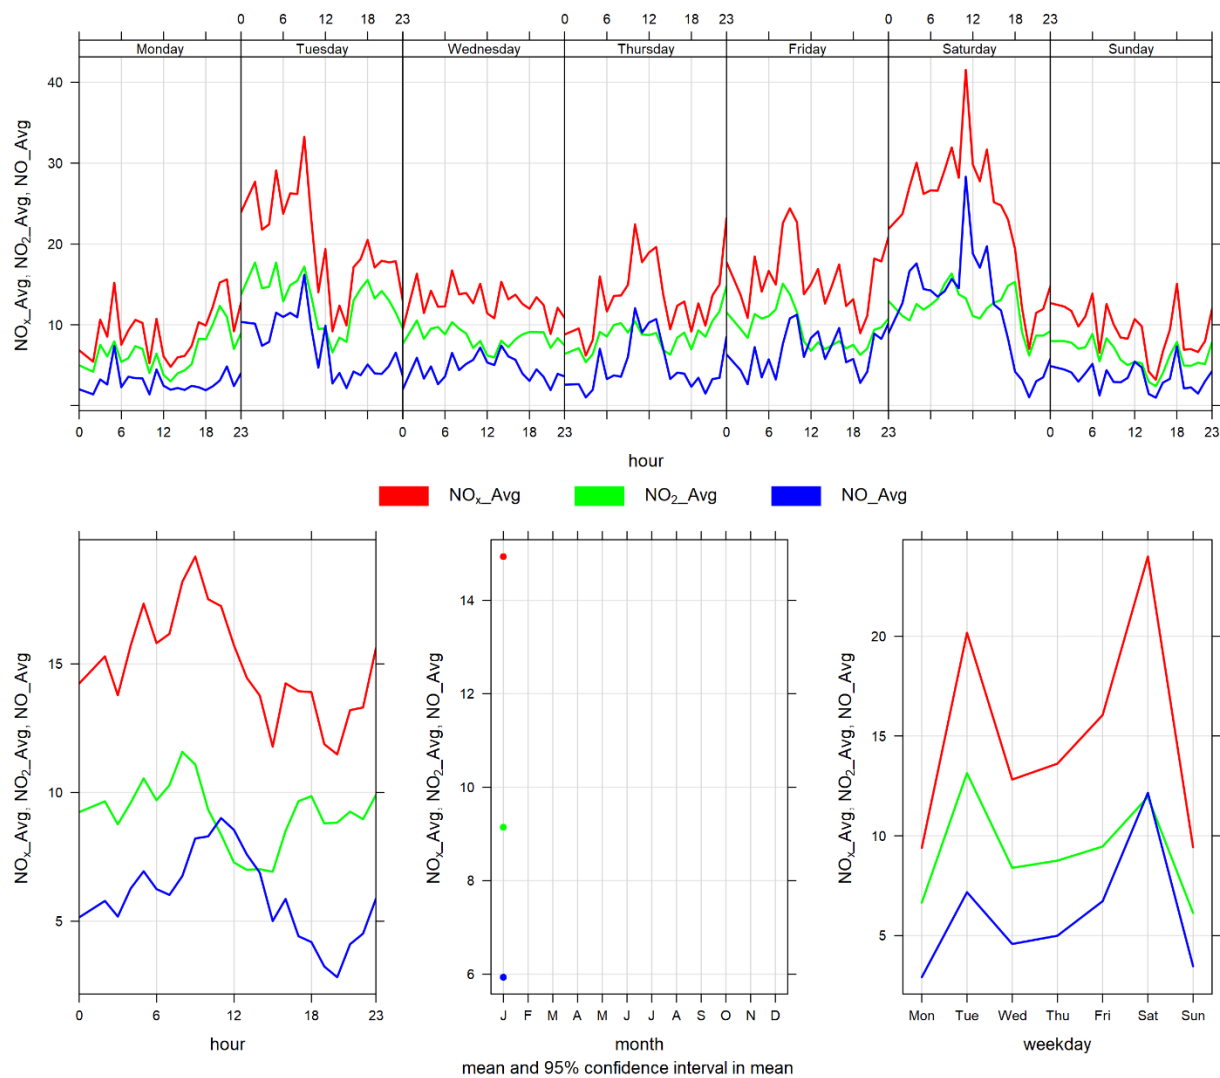 0 6 12 18 23 0 6 12 18 23 0 6 12 18 23
Monday Tuesday Wednesday Thursday Friday Saturday Sunday
NOₓ_Avg, NO₂_Avg, NO_Avg
40
30
20
10
0
0 6 12 18 23 0 6 12 18 23 0 6 12 18 23 0 6 12 18 23
hour
NOₓ_Avg NO₂_Avg NO_Avg
NOₓ_Avg, NO₂_Avg, NO_Avg
15
10
5
0 6 12 18 23
hour
NOₓ_Avg, NO₂_Avg, NO_Avg
14
12
10
8
6
J F M A M J J A S O N D
month
mean and 95% confidence interval in mean
NOₓ_Avg, NO₂_Avg, NO_Avg
20
15
10
5
Mon Tue Wed Thu Fri Sat Sun
weekday